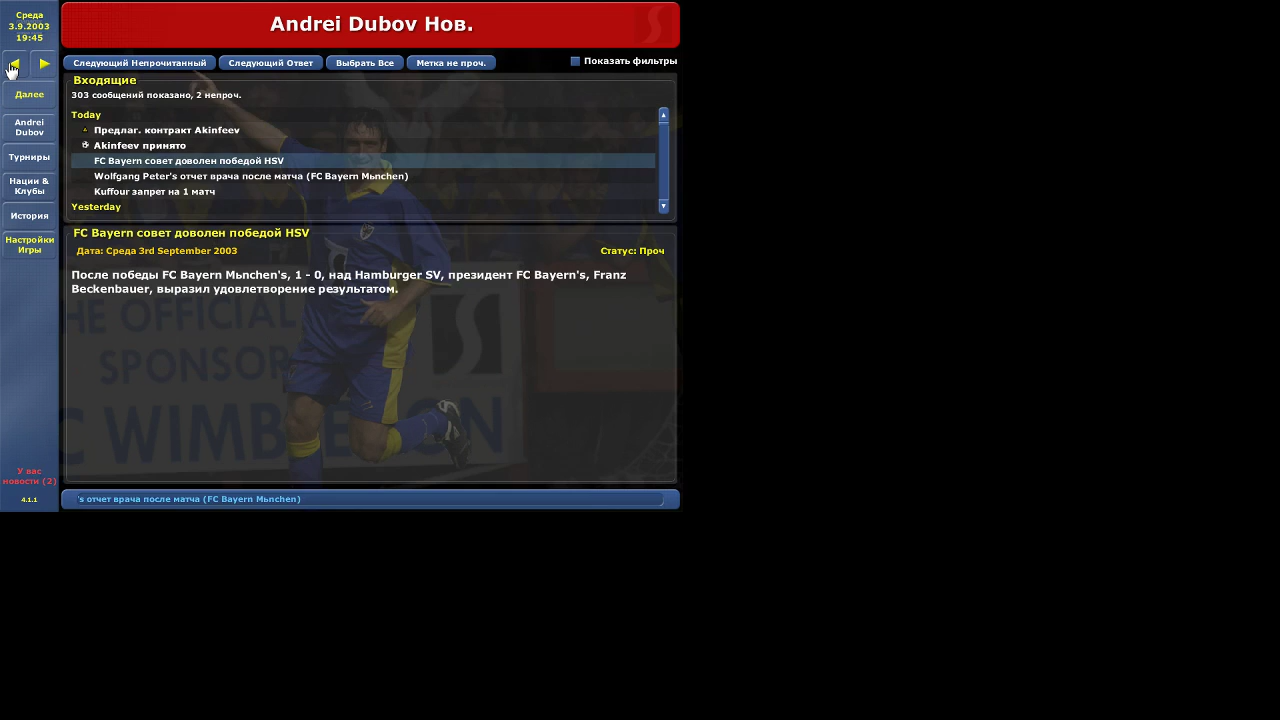 Среда
3.9.2003
19:45
Далее
Andrei
Dubov
Турниры
Нации &
Клубы
История
Настройки
Игры
У вас
новости (2)
4.1.1
Andrei Dubov Нов.
Следующий Непрочитанный
Следующий Ответ
Выбрать Все
Метка не проч.
Показать фильтры
Входящие
303 сообщений показано, 2 непроч.
Today
Предлаг. контракт Akinfeev
Akinfeev принято
FC Bayern совет доволен победой HSV
Wolfgang Peter's отчет врача после матча (FC Bayern Mьnchen)
Kuffour запрет на 1 матч
Yesterday
FC Bayern совет доволен победой HSV
Дата: Среда 3rd September 2003
Статус: Проч
После победы FC Bayern Mьnchen's, 1 - 0, над Hamburger SV, президент FC Bayern's, Franz
Beckenbauer, выразил удовлетворение результатом.
THE OFFICIAL
SPONSOR
FC WIMBLEDON
's отчет врача после матча (FC Bayern Mьnchen)